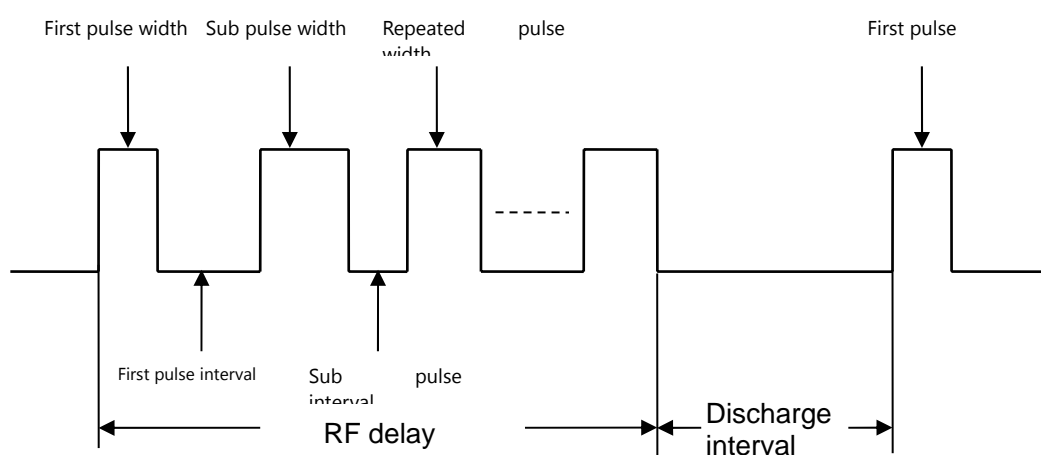 First pulse width
Sub pulse width
Repeated pulse
width
First pulse
First pulse interval
Sub pulse
interval
RF delay
Discharge
interval